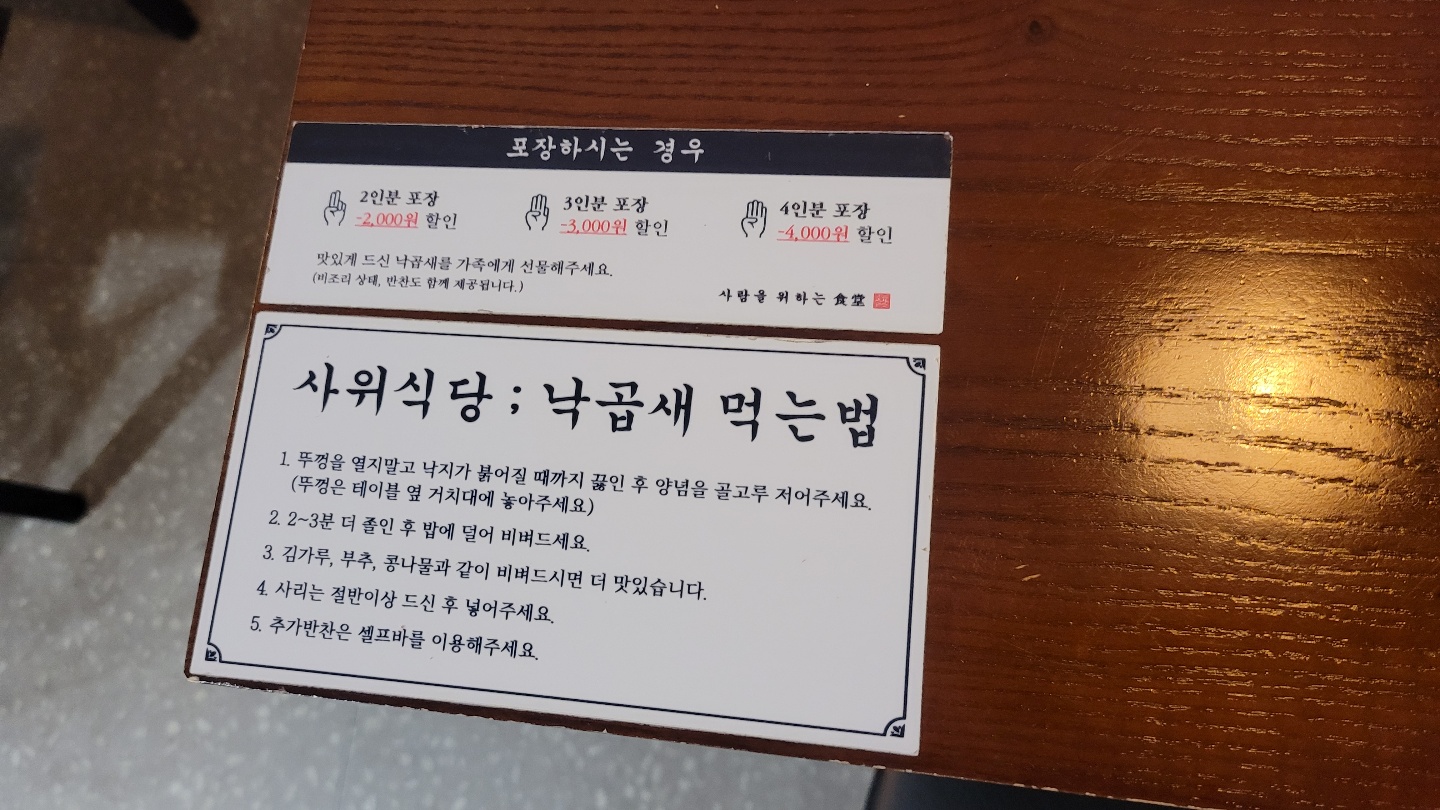 포장하시는 경우
2인분 포장
-2,000원 할인
3인분 포장
-3,000원 할인
4인분 포장
-4,000원 할인
맛있게 드신 낙곱새를 가족에게 선물해주세요.
(비조리 상태, 반찬도 함께 제공됩니다.)
사람을 위하는 食堂
사위식당 ; 낙곱새 먹는법
1. 뚜껑을 열지말고 낙지가 붉어질 때까지 끓인 후 양념을 골고루 저어주세요.
(뚜껑은 테이블 옆 거치대에 놓아주세요)
2. 2~3분 더 졸인 후 밥에 덜어 비벼드세요.
3. 김가루, 부추, 콩나물과 같이 비벼드시면 더 맛있습니다.
4. 사리는 절반이상 드신 후 넣어주세요.
5. 추가반찬은 셀프바를 이용해주세요.